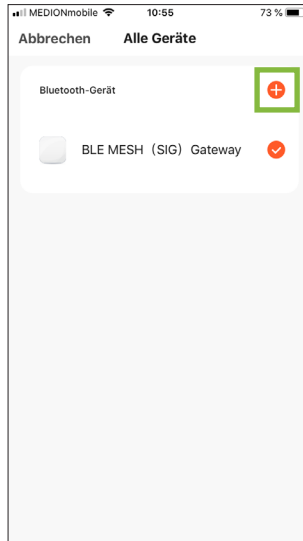 MEDIONmobile 10:55 73 %
Abbrechen Alle Geräte
Bluetooth-Gerät
BLE MESH（SIG）Gateway